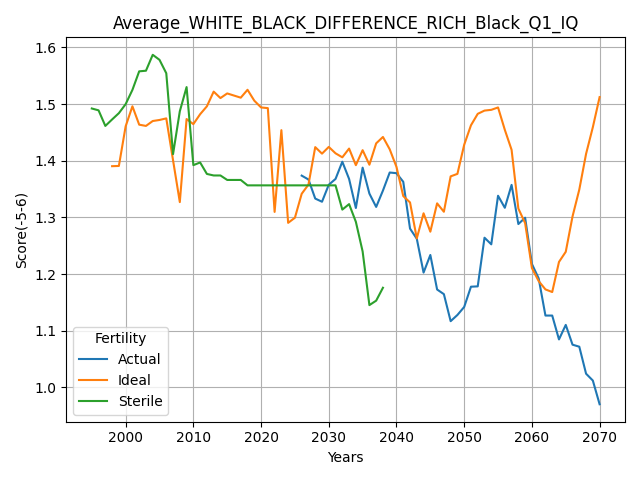 Average_WHITE_BLACK_DIFFERENCE_RICH_Black_Q1_IQ
Score(-5-6)
1.6
1.5
1.4
1.3
1.2
1.1
1.0
Fertility
Actual
Ideal
Sterile
2000 2010 2020 2030 2040 2050 2060 2070
Years